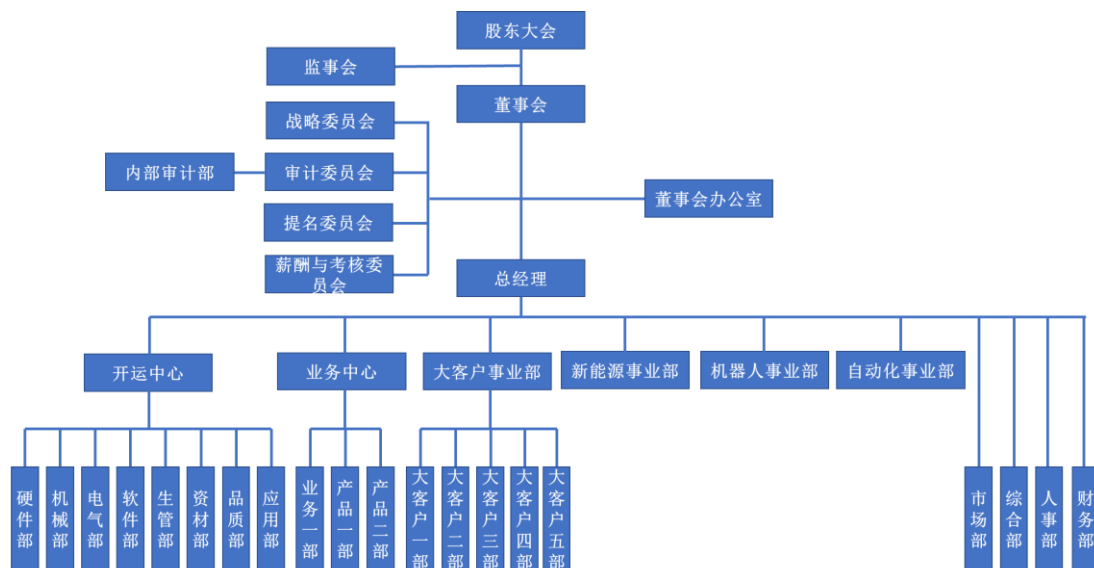 股东大会
监事会
董事会
战略委员会
内部审计部
审计委员会
董事会办公室
提名委员会
薪酬与考核委
员会
总经理
开运中心
业务中心
大客户事业部
新能源事业部
机器人事业部
自动化事业部
硬件部
机械部
电气部
软件部
生管部
资材部
品质部
应用部
业务一部
产品一部
产品二部
大客户一部
大客户二部
大客户三部
大客户四部
大客户五部
市场部
综合部
人事部
财务部